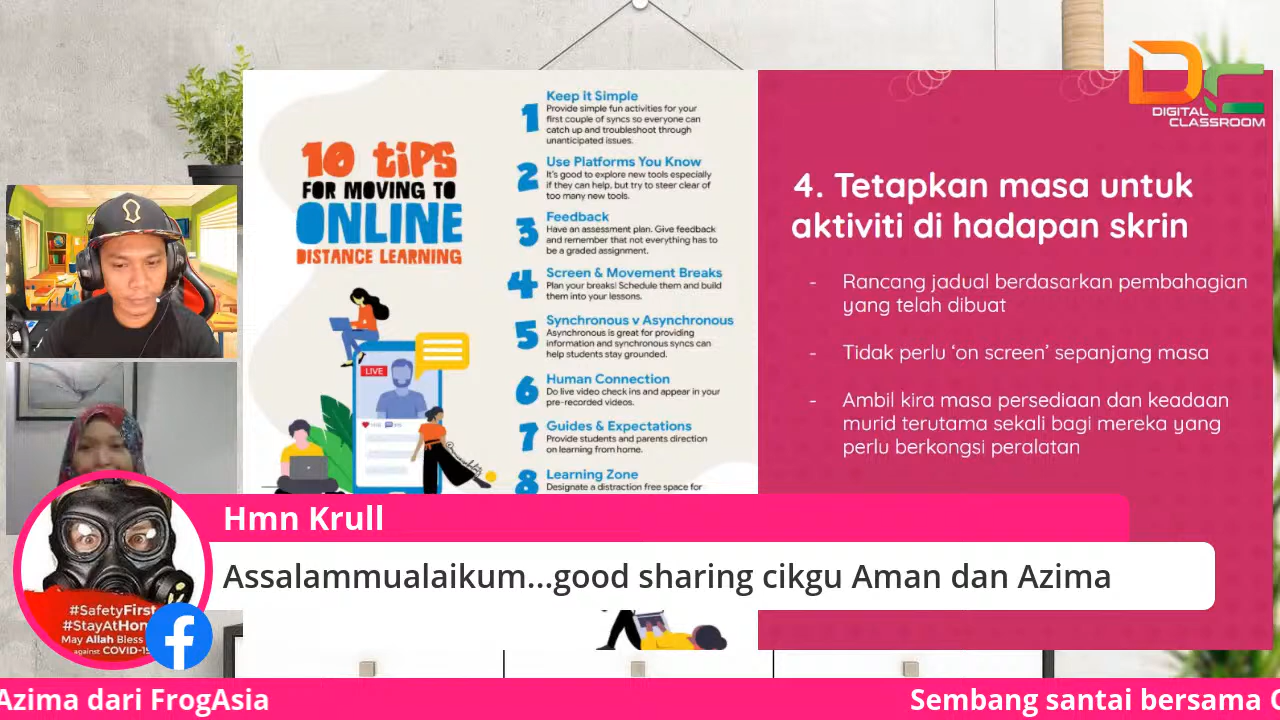 DIGITAL
CLASSROOM
10 TiPS
FOR MOVING TO
ONLINE
DISTANCE LEARNING
LIVE
1 Keep it Simple
Provide simple fun activities for your
first couple of syncs so everyone can
catch up and troubleshoot through
unanticipated issues.
2 Use Platforms You Know
It's good to explore new tools especially
if they can help, but try to steer clear of
too many new tools.
3 Feedback
Have an assessment plan. Give feedback
and remember that not everything has to
be a graded assignment.
4 Screen & Movement Breaks
Plan your breaks! Schedule them and build
them into your lessons.
5 Synchronous v Asynchronous
Asynchronous is great for providing
information and synchronous syncs can
help students stay grounded.
6 Human Connection
Do live video check ins and appear in your
pre-recorded videos.
7 Guides & Expectations
Provide students and parents direction
on learning from home.
8 Learning Zone
Designate a distraction free space for
4. Tetapkan masa untuk
aktiviti di hadapan skrin
- Rancang jadual berdasarkan pembahagian
yang telah dibuat
- Tidak perlu ‘on screen’ sepanjang masa
- Ambil kira masa persediaan dan keadaan
murid terutama sekali bagi mereka yang
perlu berkongsi peralatan
Hmn Krull
Assalammualaikum...good sharing cikgu Aman dan Azima
#SafetyFirst
#StayAtHom
May Allah Bless
against COVID-19
Azima dari FrogAsia
Sembang santai bersama C